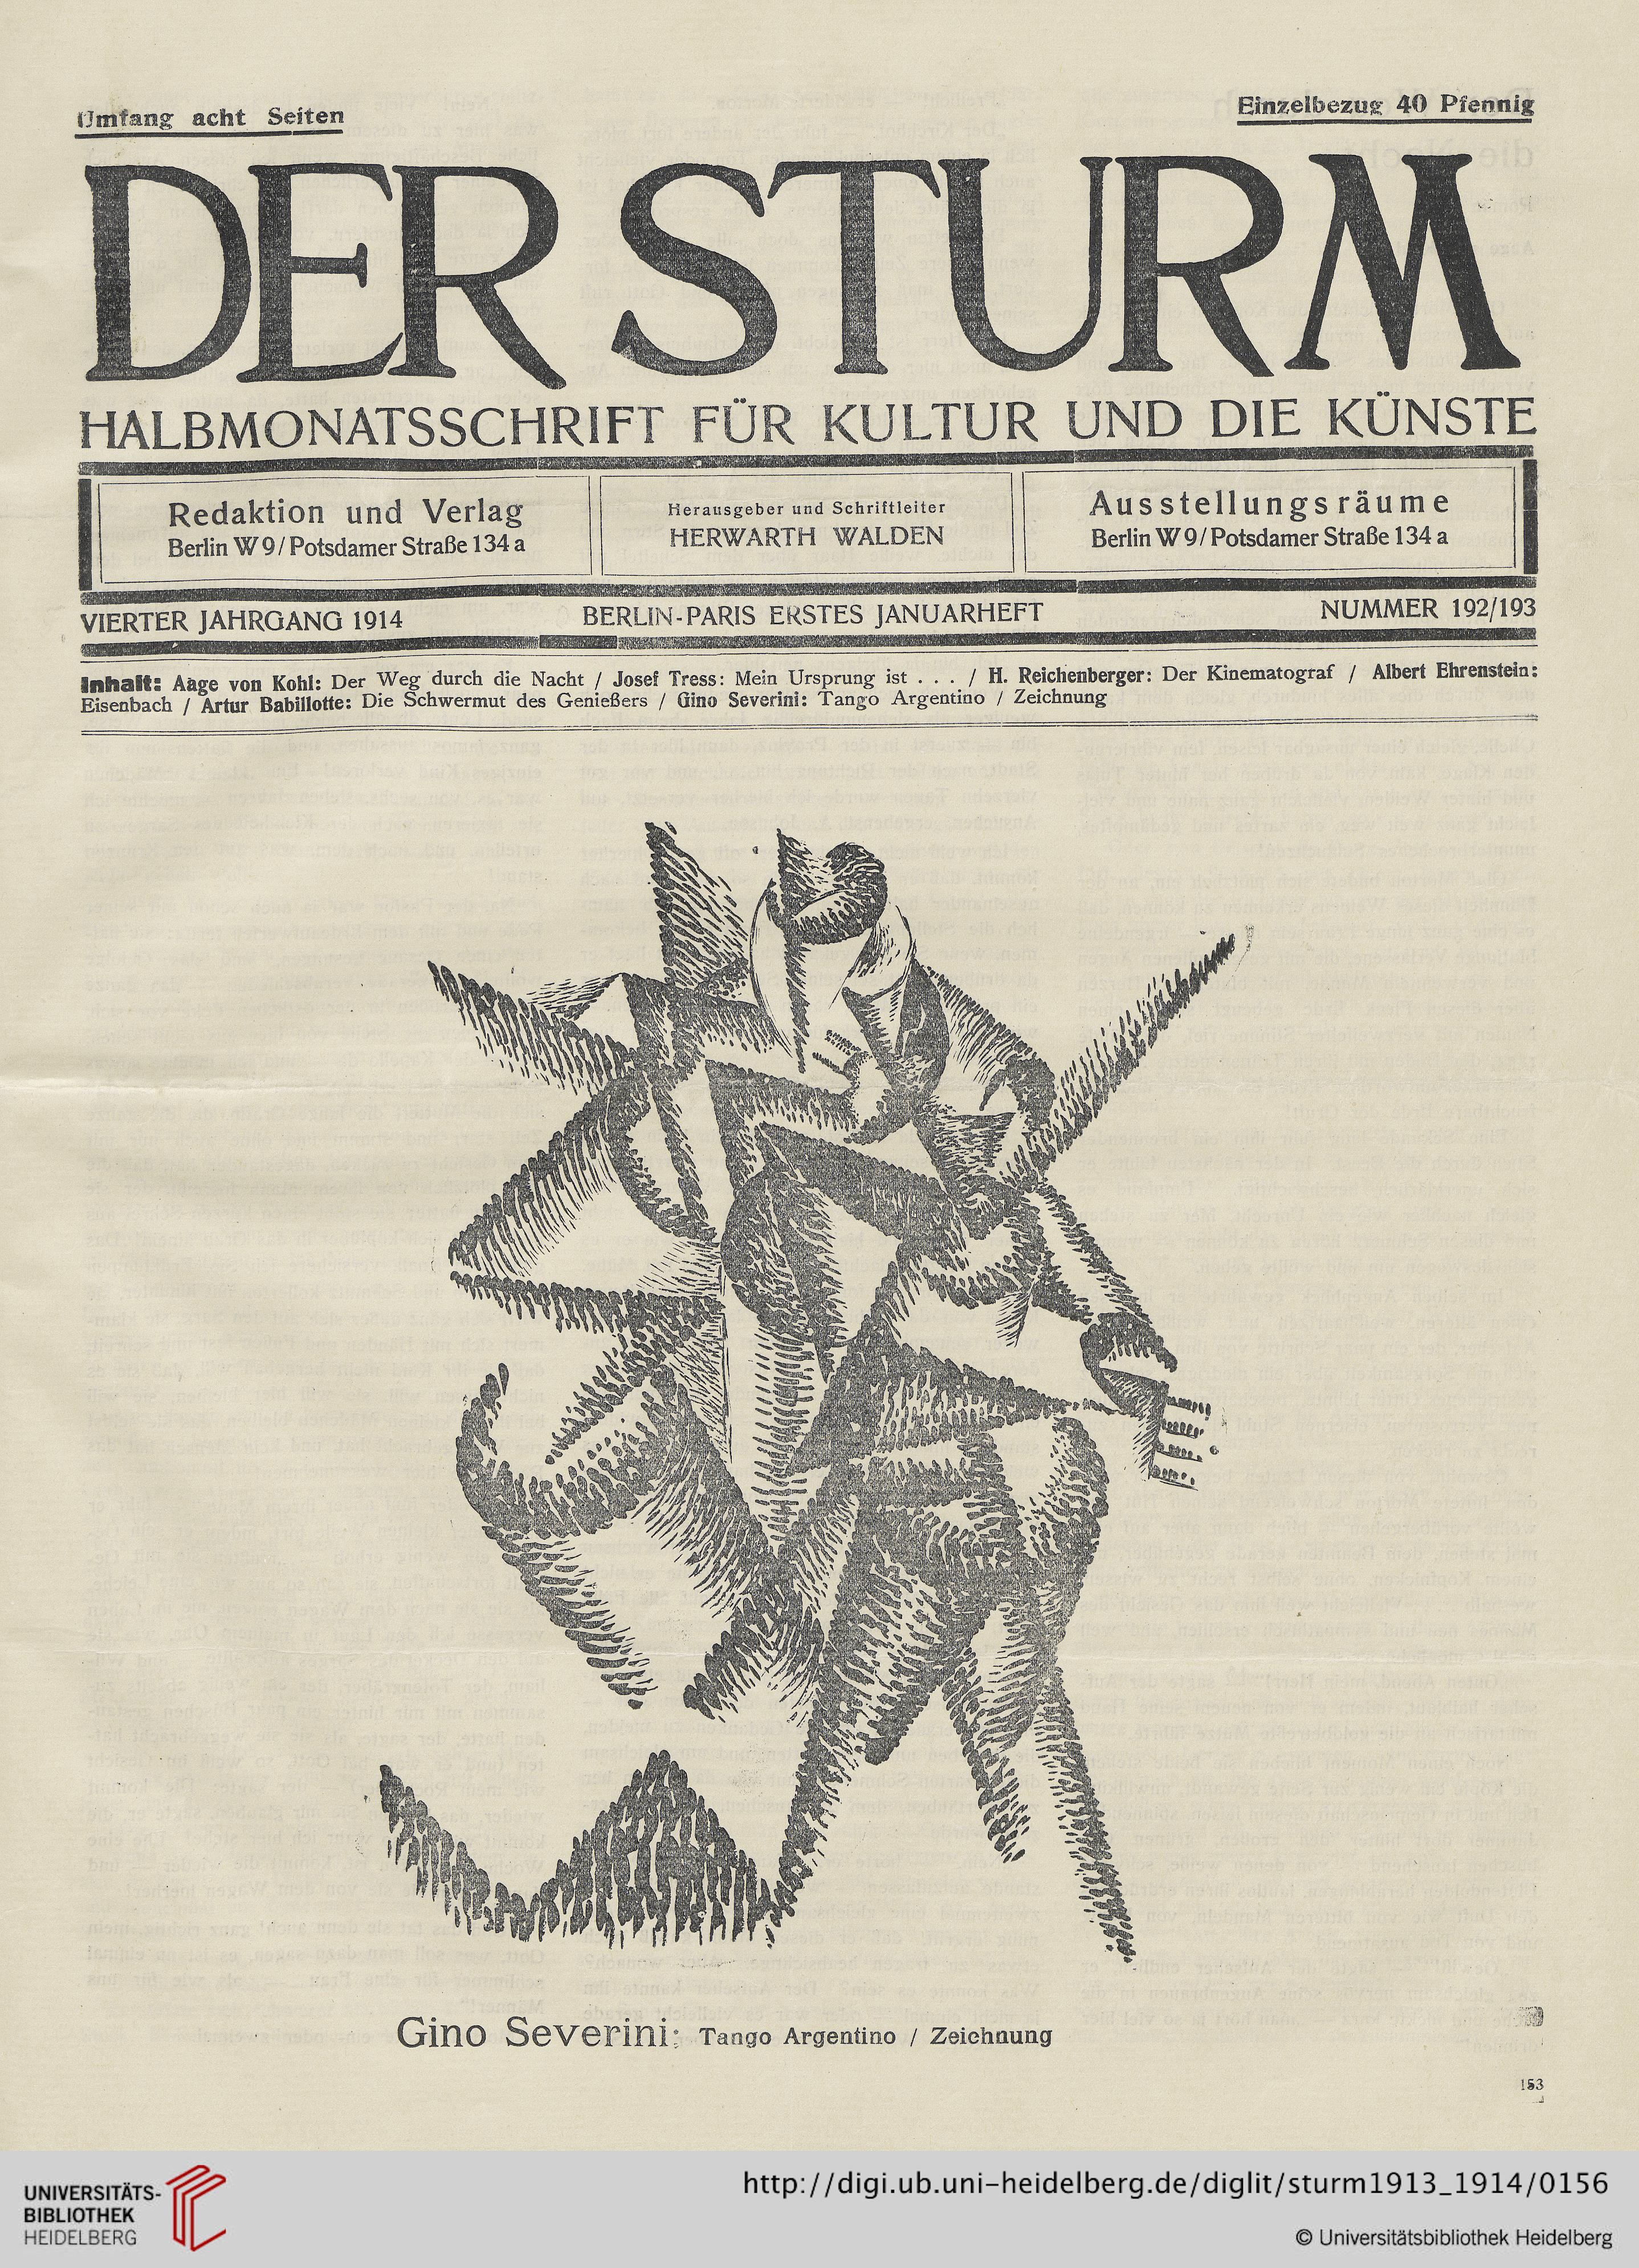 Umfang acht Seiten
Einzelbezug 40 Pfennig
DER STURM
HALBMONATSSCHRIFT FÜR KULTUR UND DIE KÜNSTE
Redaktion und Verlag
Berlin W 9 / Potsdamer Straße 134 a
Herausgeber und Schriftleiter
HERWARTH WALDEN
Ausstellungsräume
Berlin W 9 / Potsdamer Straße 134 a
VIERTER JAHRGANG 1914
BERLIN-PARIS ERSTES JANUARHEFT
NUMMER 192/193
Inhalt: Aage von Kohl: Der Weg durch die Nacht / Josef Tress: Mein Ursprung ist . . . / H. Reichenberger: Der Kinematograf / Albert Ehrenstein:
Eisenbach / Artur Babillotte: Die Schwermut des Genießers / Gino Severini: Tango Argentino / Zeichnung
Gino Severini: Tango Argentino / Zeichnung
153
UNIVERSITÄTS-
BIBLIOTHEK
HEIDELBERG
http://digi.ub.uni-heidelberg.de/diglit/sturm1913_1914/0156
© Universitätsbibliothek Heidelberg